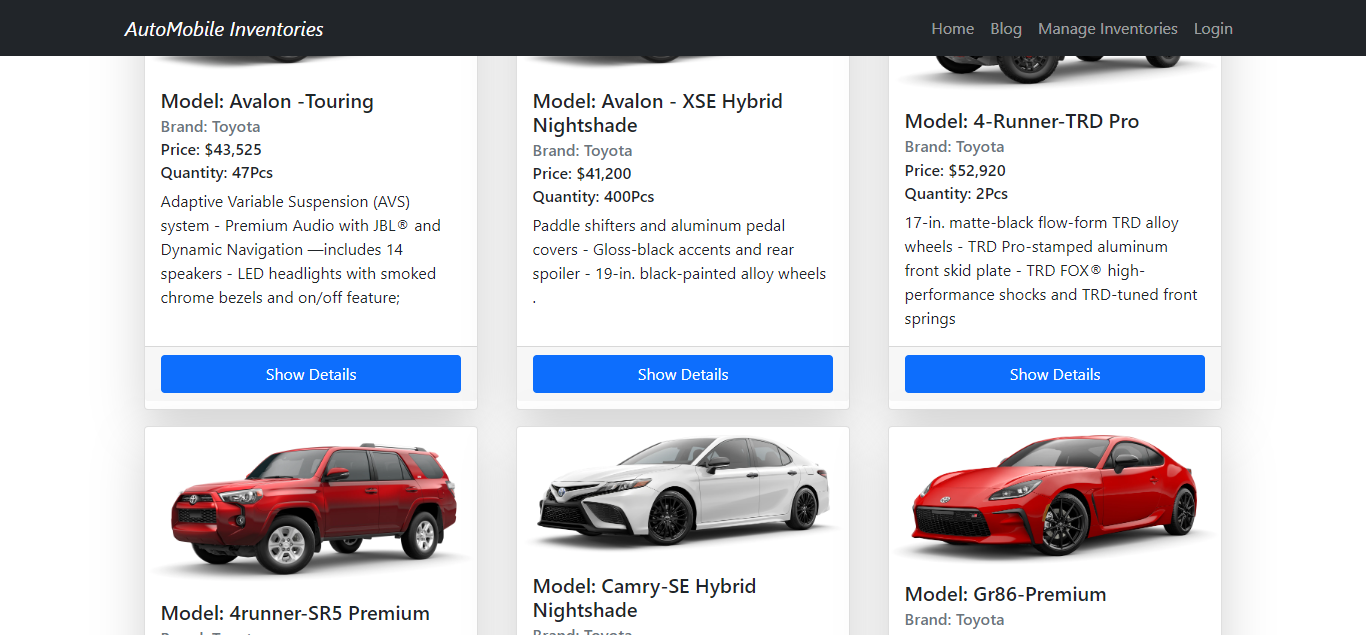 AutoMobile Inventories
Home Blog Manage Inventories Login
Model: Avalon -Touring
Brand: Toyota
Price: $43,525
Quantity: 47Pcs
Adaptive Variable Suspension (AVS)
system - Premium Audio with JBL® and
Dynamic Navigation —includes 14
speakers - LED headlights with smoked
chrome bezels and on/off feature;
Show Details
Model: Avalon - XSE Hybrid
Nightshade
Brand: Toyota
Price: $41,200
Quantity: 400Pcs
Paddle shifters and aluminum pedal
covers - Gloss-black accents and rear
spoiler - 19-in. black-painted alloy wheels
.
Show Details
Model: 4-Runner-TRD Pro
Brand: Toyota
Price: $52,920
Quantity: 2Pcs
17-in. matte-black flow-form TRD alloy
wheels - TRD Pro-stamped aluminum
front skid plate - TRD FOX® high-
performance shocks and TRD-tuned front
springs
Show Details
Model: 4runner-SR5 Premium
Brand: Toyota
Model: Camry-SE Hybrid
Nightshade
Brand: Toyota
Model: Gr86-Premium
Brand: Toyota